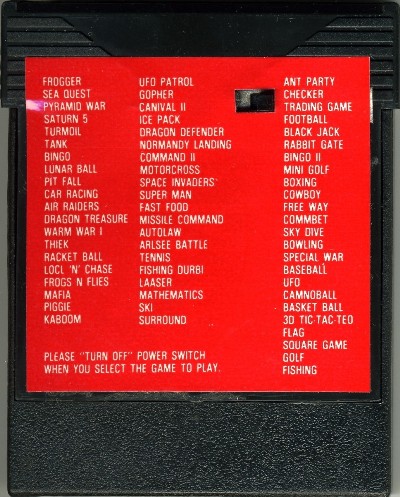 FROGGER
SEA QUEST
PYRAMID WAR
SATURN 5
TURMOIL
TANK
BINGO
LUNAR BALL
PIT FALL
CAR RACING
AIR RAIDERS
DRAGON TREASURE
WARM WAR I
THIEK
RACKET BALL
LOCL 'N' CHASE
FROGS N FLIES
MAFIA
PIGGIE
KABOOM
UFO PATROL
GOPHER
CANIVAL II
ICE PACK
DRAGON DEFENDER
NORMANDY LANDING
COMMAND II
MOTORCROSS
SPACE INVADERS
SUPER MAN
FAST FOOD
MISSILE COMMAND
AUTOLAW
ARLSEE BATTLE
TENNIS
FISHING DURBI
LAASER
MATHEMATICS
SKI
SURROUND
ANT PARTY
CHECKER
TRADING GAME
FOOTBALL
BLACK JACK
RABBIT GATE
BINGO II
MINI GOLF
BOXING
COWBOY
FREE WAY
COMMBET
SKY DIVE
BOWLING
SPECIAL WAR
BASEBALL
UFO
CAMNOBALL
BASKET BALL
3D TIC-TAC-TED
FLAG
SQUARE GAME
GOLF
FISHING
PLEASE "TURN OFF" POWER SWITCH
WHEN YOU SELECT THE GAME TO PLAY.